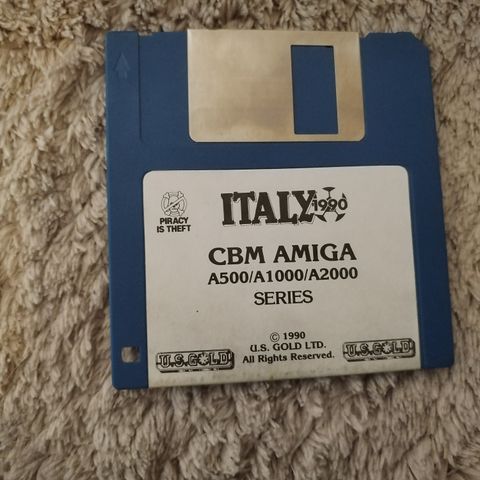 ITALY 1990
PIRACY
IS THEFT
CBM AMIGA
A500/A1000/A2000
SERIES
© 1990
U.S. GOLD LTD.
All Rights Reserved.
U.S. GOLD
U.S. GOLD